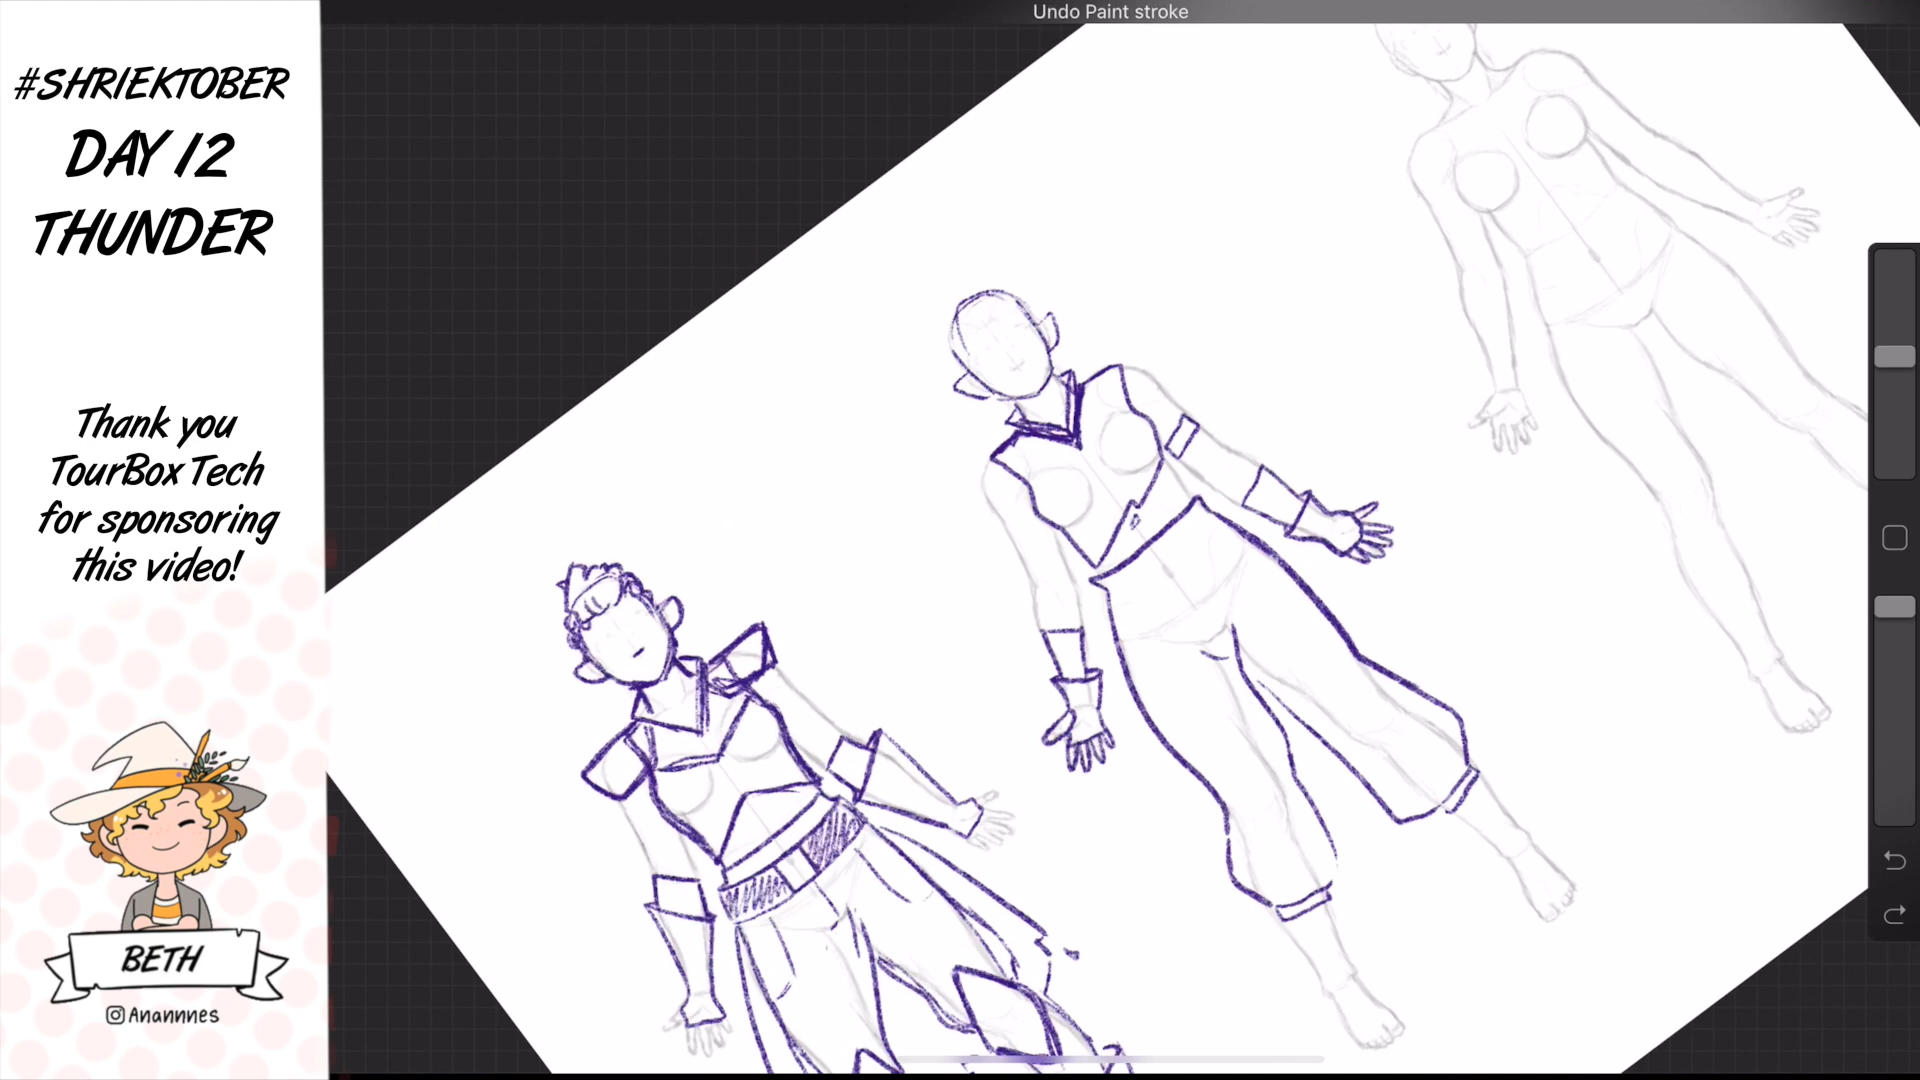 Undo Paint stroke
#SHRIEKTOBER
DAY 12
THUNDER
Thank you
TourBox Tech
for sponsoring
this video!
BETH
Anannnes